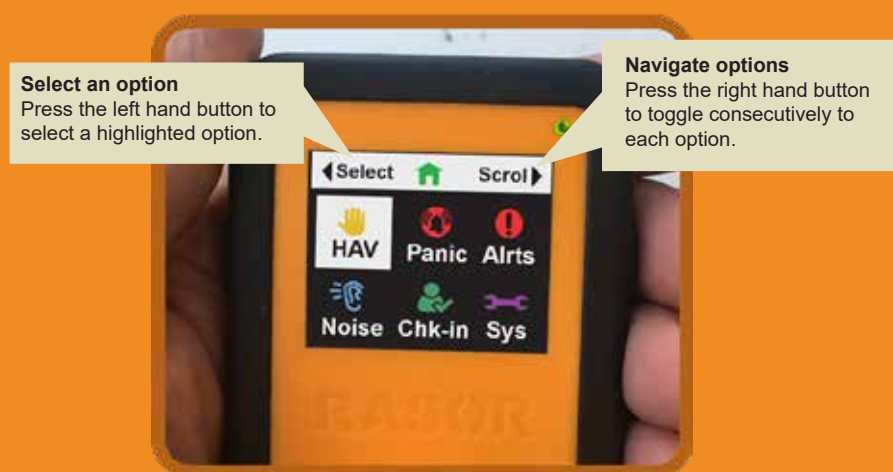 Select an option
Press the left hand button to
select a highlighted option.
Navigate options
Press the right hand button
to toggle consecutively to
each option.
Select Scrol
HAV Panic Alrts
Noise Chk-in Sys